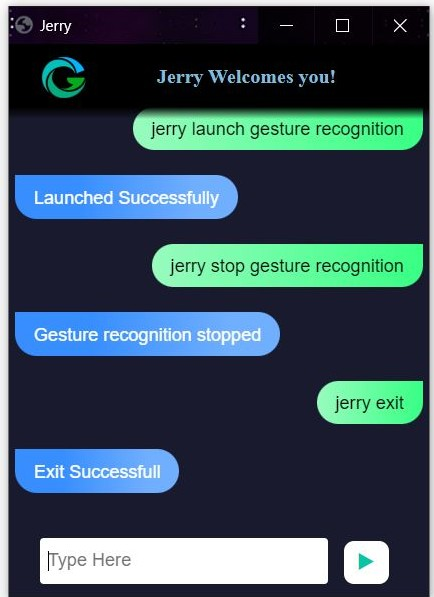 Jerry
Jerry Welcomes you!
jerry launch gesture recognition
Launched Successfully
jerry stop gesture recognition
Gesture recognition stopped
jerry exit
Exit Successfull
Type Here